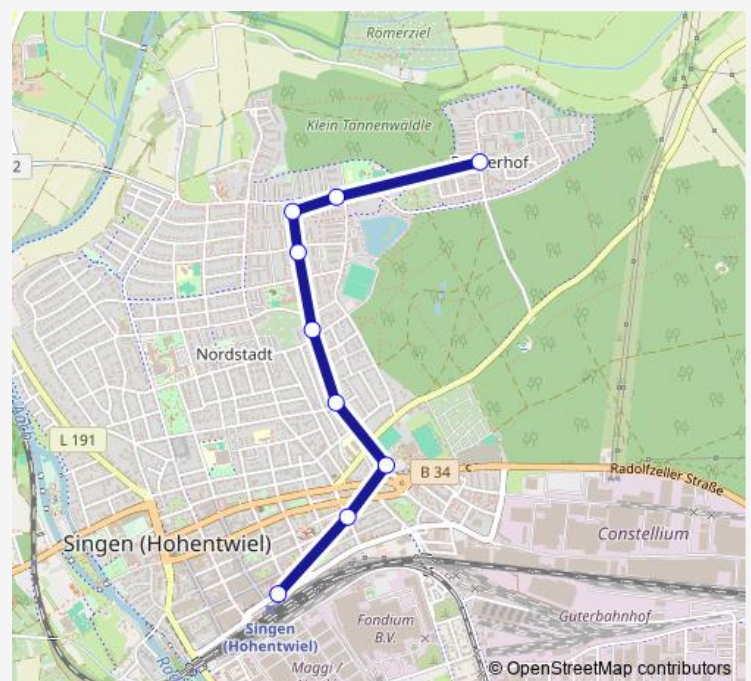 Römerziel
Klein Tannenwäldle
2
Nordstadt
Aach
L 191
B 34
Radolfzeller Straße
Singen (Hohentwiel)
Constellium
Singen
(Hohentwiel)
Fondium
B.V.
Güterbahnhof
Maggi /
© OpenStreetMap contributors